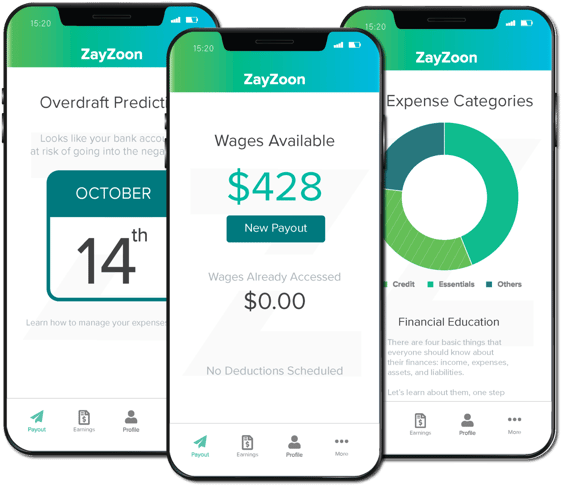 15:20
ZayZoon
Overdraft Predicti
Looks like your bank accou
at risk of going into the nega
OCTOBER
14th
Learn how to manage your expenses
Payout
Earnings
Profile
15:20
ZayZoon
Wages Available
$428
New Payout
Wages Already Accessed
$0.00
No Deductions Scheduled
Payout
Earnings
Profile
More
15:20
ZayZoon
Expense Categories
Credit
Essentials
Others
Financial Education
There are four basic things that
everyone should know about
their finances: income, expenses,
assets, and liabilities.
Let's learn about them, one step
Earnings
Profile
More